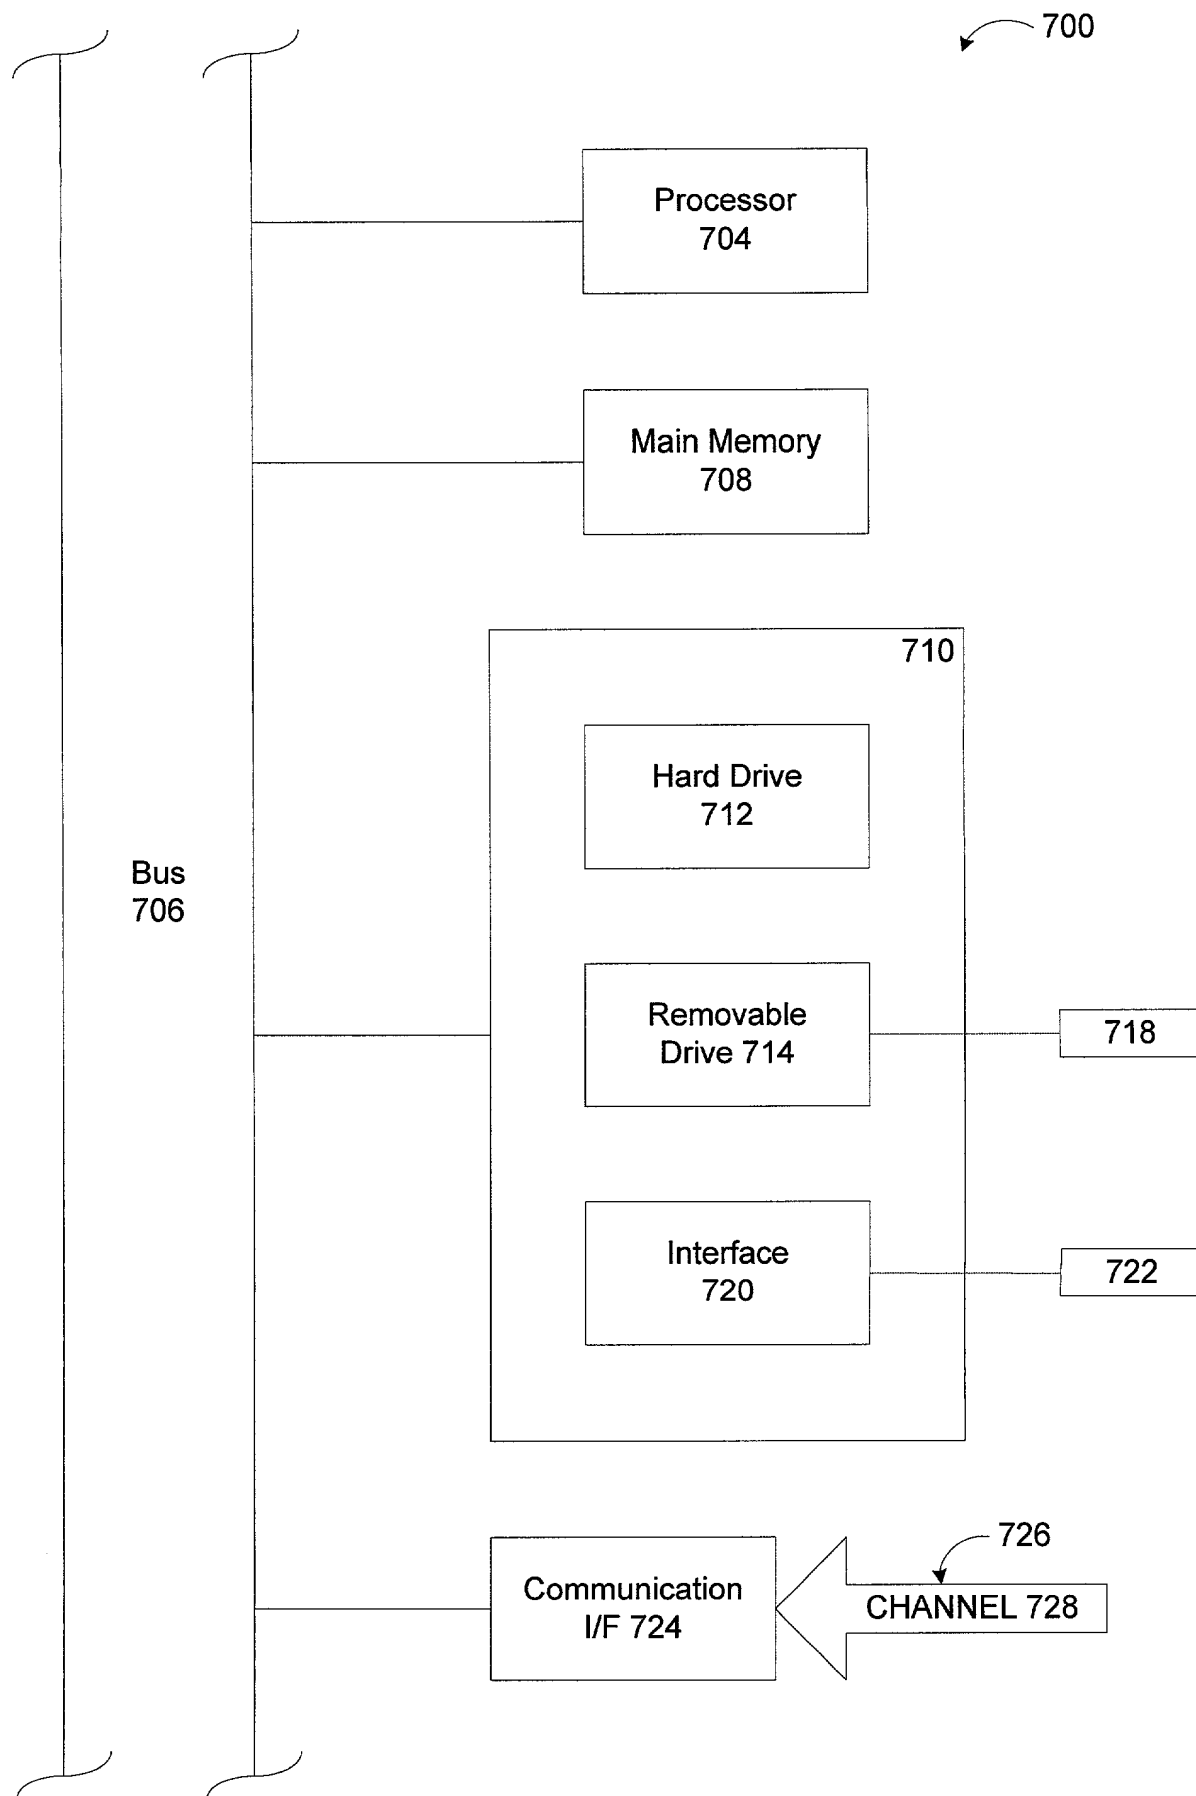 700
Processor
704
Main Memory
708
710
Hard Drive
712
Bus
706
Removable
Drive 714
718
Interface
720
722
726
Communication
I/F 724
CHANNEL 728